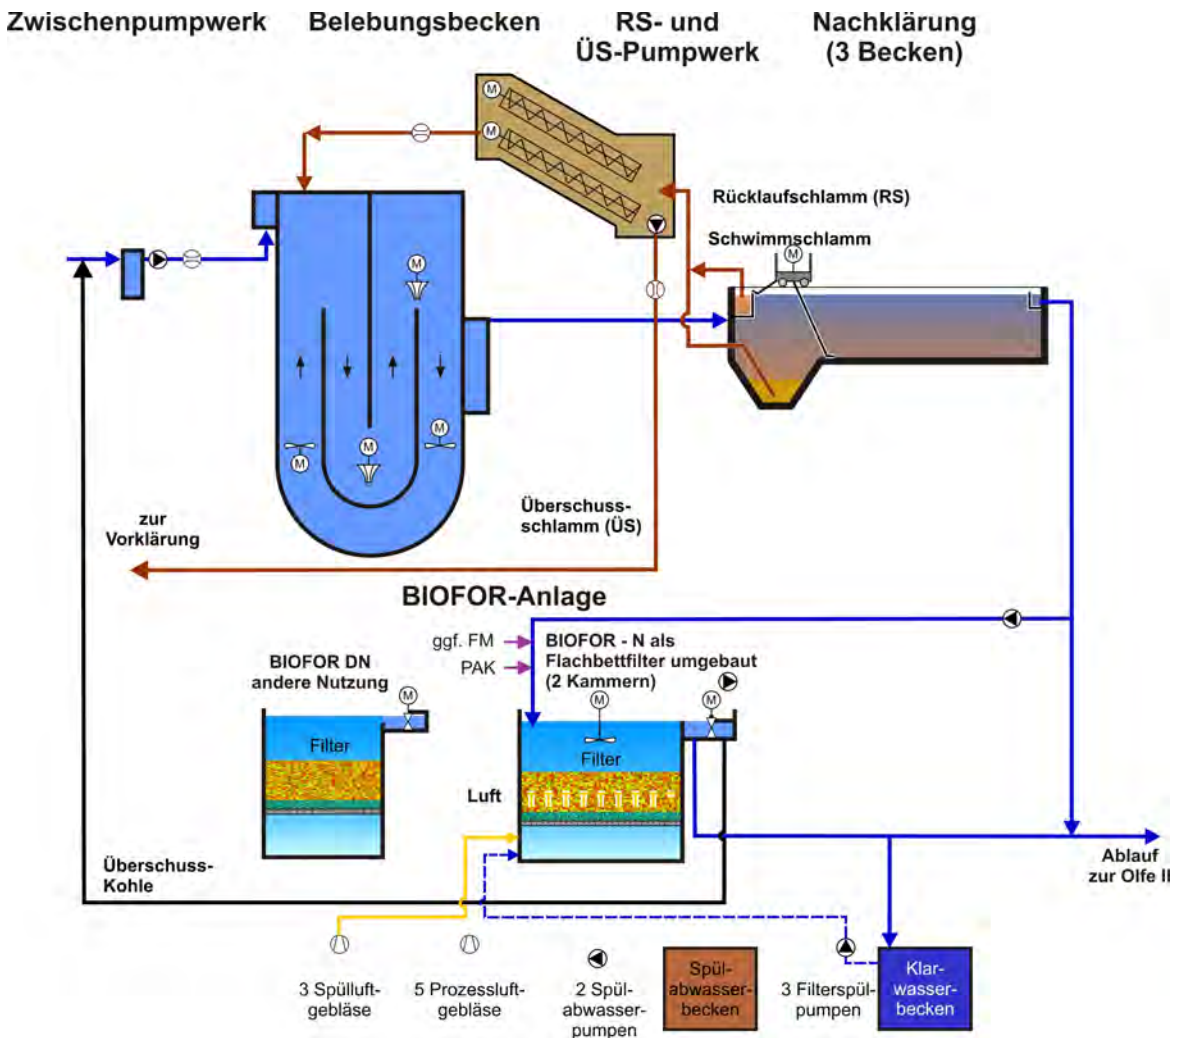 Zwischenpumpwerk
Belebungsbecken
RS- und
ÜS-Pumpwerk
Nachklärung
(3 Becken)
M
M
Rücklaufschlamm (RS)
Schwimmschlamm
M
M
M
M
M
Überschuss-
schlamm (ÜS)
zur
Vorklärung
BIOFOR-Anlage
ggf. FM
PAK
BIOFOR - N als
Flachbettfilter umgebaut
(2 Kammern)
BIOFOR DN
andere Nutzung
M
M
M
Filter
Filter
Luft
Überschuss-
Kohle
Ablauf
zur Olfe II
3 Spülluft-
gebläse
5 Prozessluft-
gebläse
2 Spül-
abwasser-
pumpen
Spül-
abwasser-
becken
3 Filterspül-
pumpen
Klar-
wasser-
becken